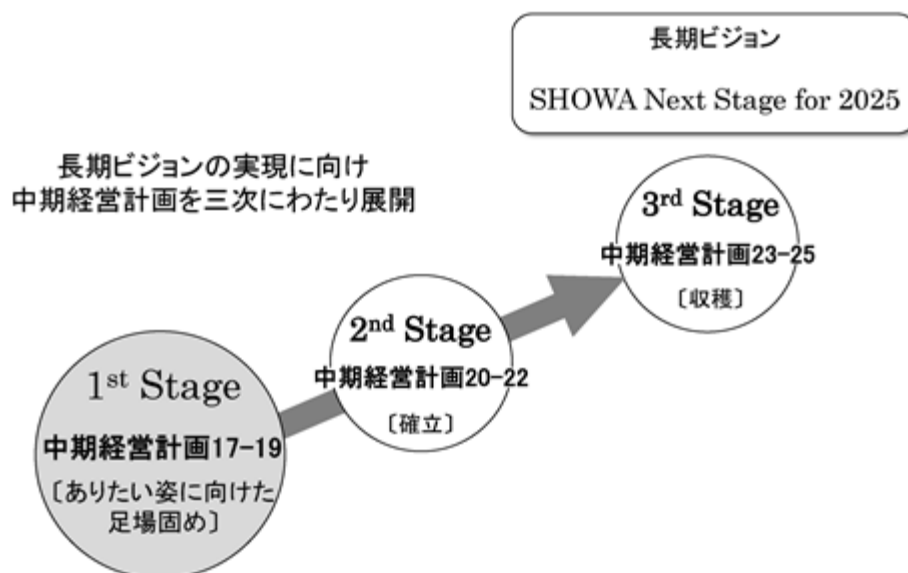 長期ビジョン
SHOWA Next Stage for 2025
長期ビジョンの実現に向け
中期経営計画を三次にわたり展開
3rd Stage
中期経営計画23-25
〔収穫〕
2nd Stage
中期経営計画20-22
〔確立〕
1st Stage
中期経営計画17-19
〔ありたい姿に向けた
足場固め〕